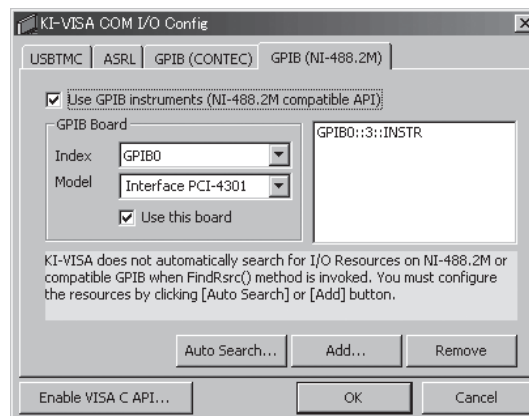 KI-VISA COM I/O Config
USBTMC ASRL GPIB (CONTEC) GPIB (NI-488.2M)
Use GPIB instruments (NI-488.2M compatible API)
GPIB Board
Index GPIB0
Model Interface PCI-4301
Use this board
GPIB0::3::INSTR
KI-VISA does not automatically search for I/O Resources on NI-488.2M or
compatible GPIB when FindRsrc() method is invoked. You must configure
the resources by clicking [Auto Search] or [Add] button.
Auto Search... Add... Remove
Enable VISA C API... OK Cancel